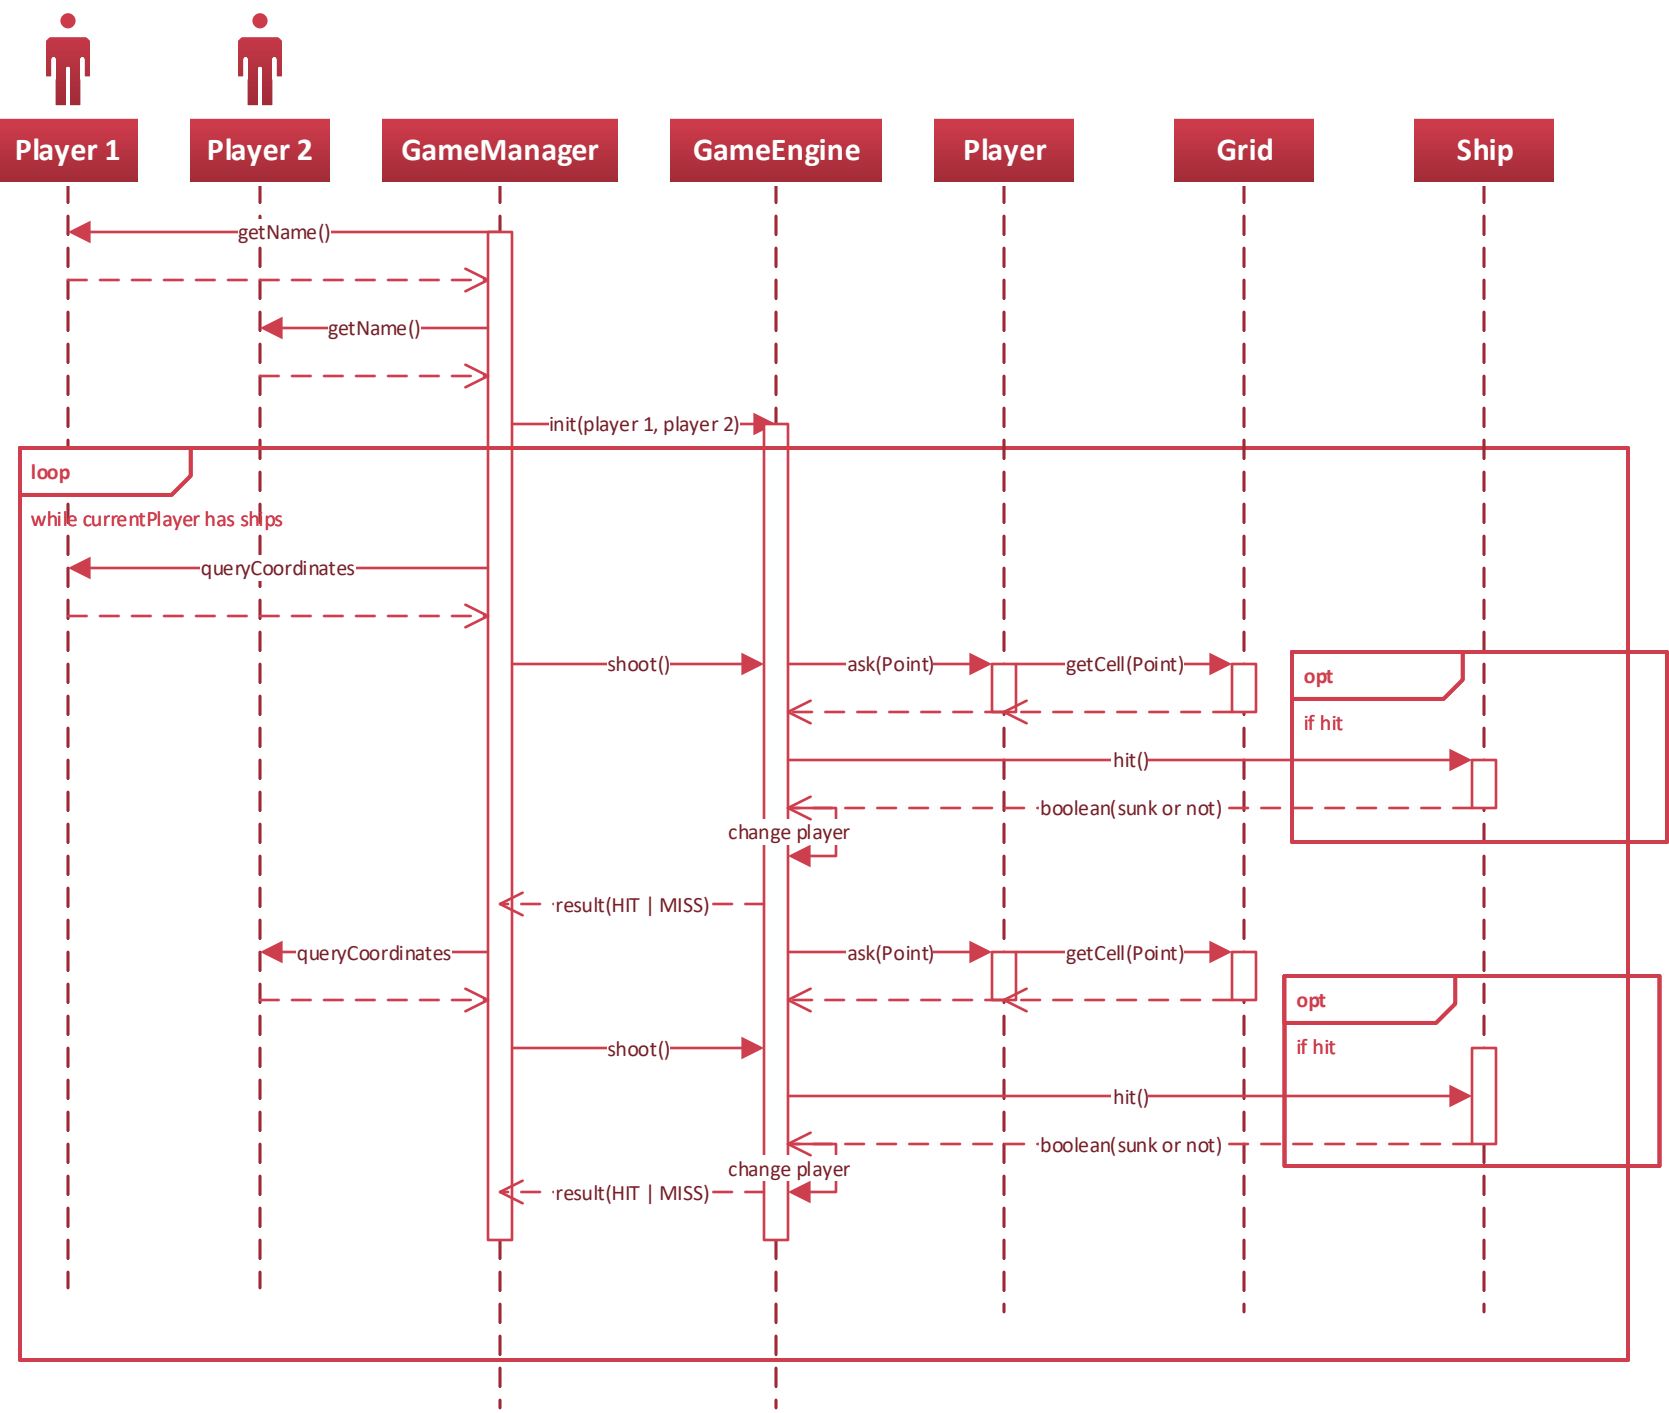 Player 1
Player 2
GameManager
GameEngine
Player
Grid
Ship
getName()
getName()
init(player 1, player 2)
loop
while currentPlayer has ships
queryCoordinates
shoot()
ask(Point)
getCell(Point)
opt
if hit
hit()
boolean(sunk or not)
change player
result(HIT | MISS)
queryCoordinates
ask(Point)
getCell(Point)
opt
if hit
shoot()
hit()
boolean(sunk or not)
change player
result(HIT | MISS)